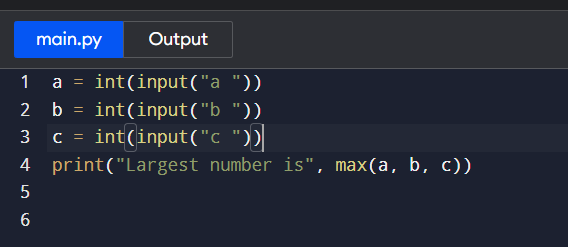 main.py Output
1 a = int(input("a "))
2 b = int(input("b "))
3 c = int(input("c "))
4 print("Largest number is", max(a, b, c))
5
6